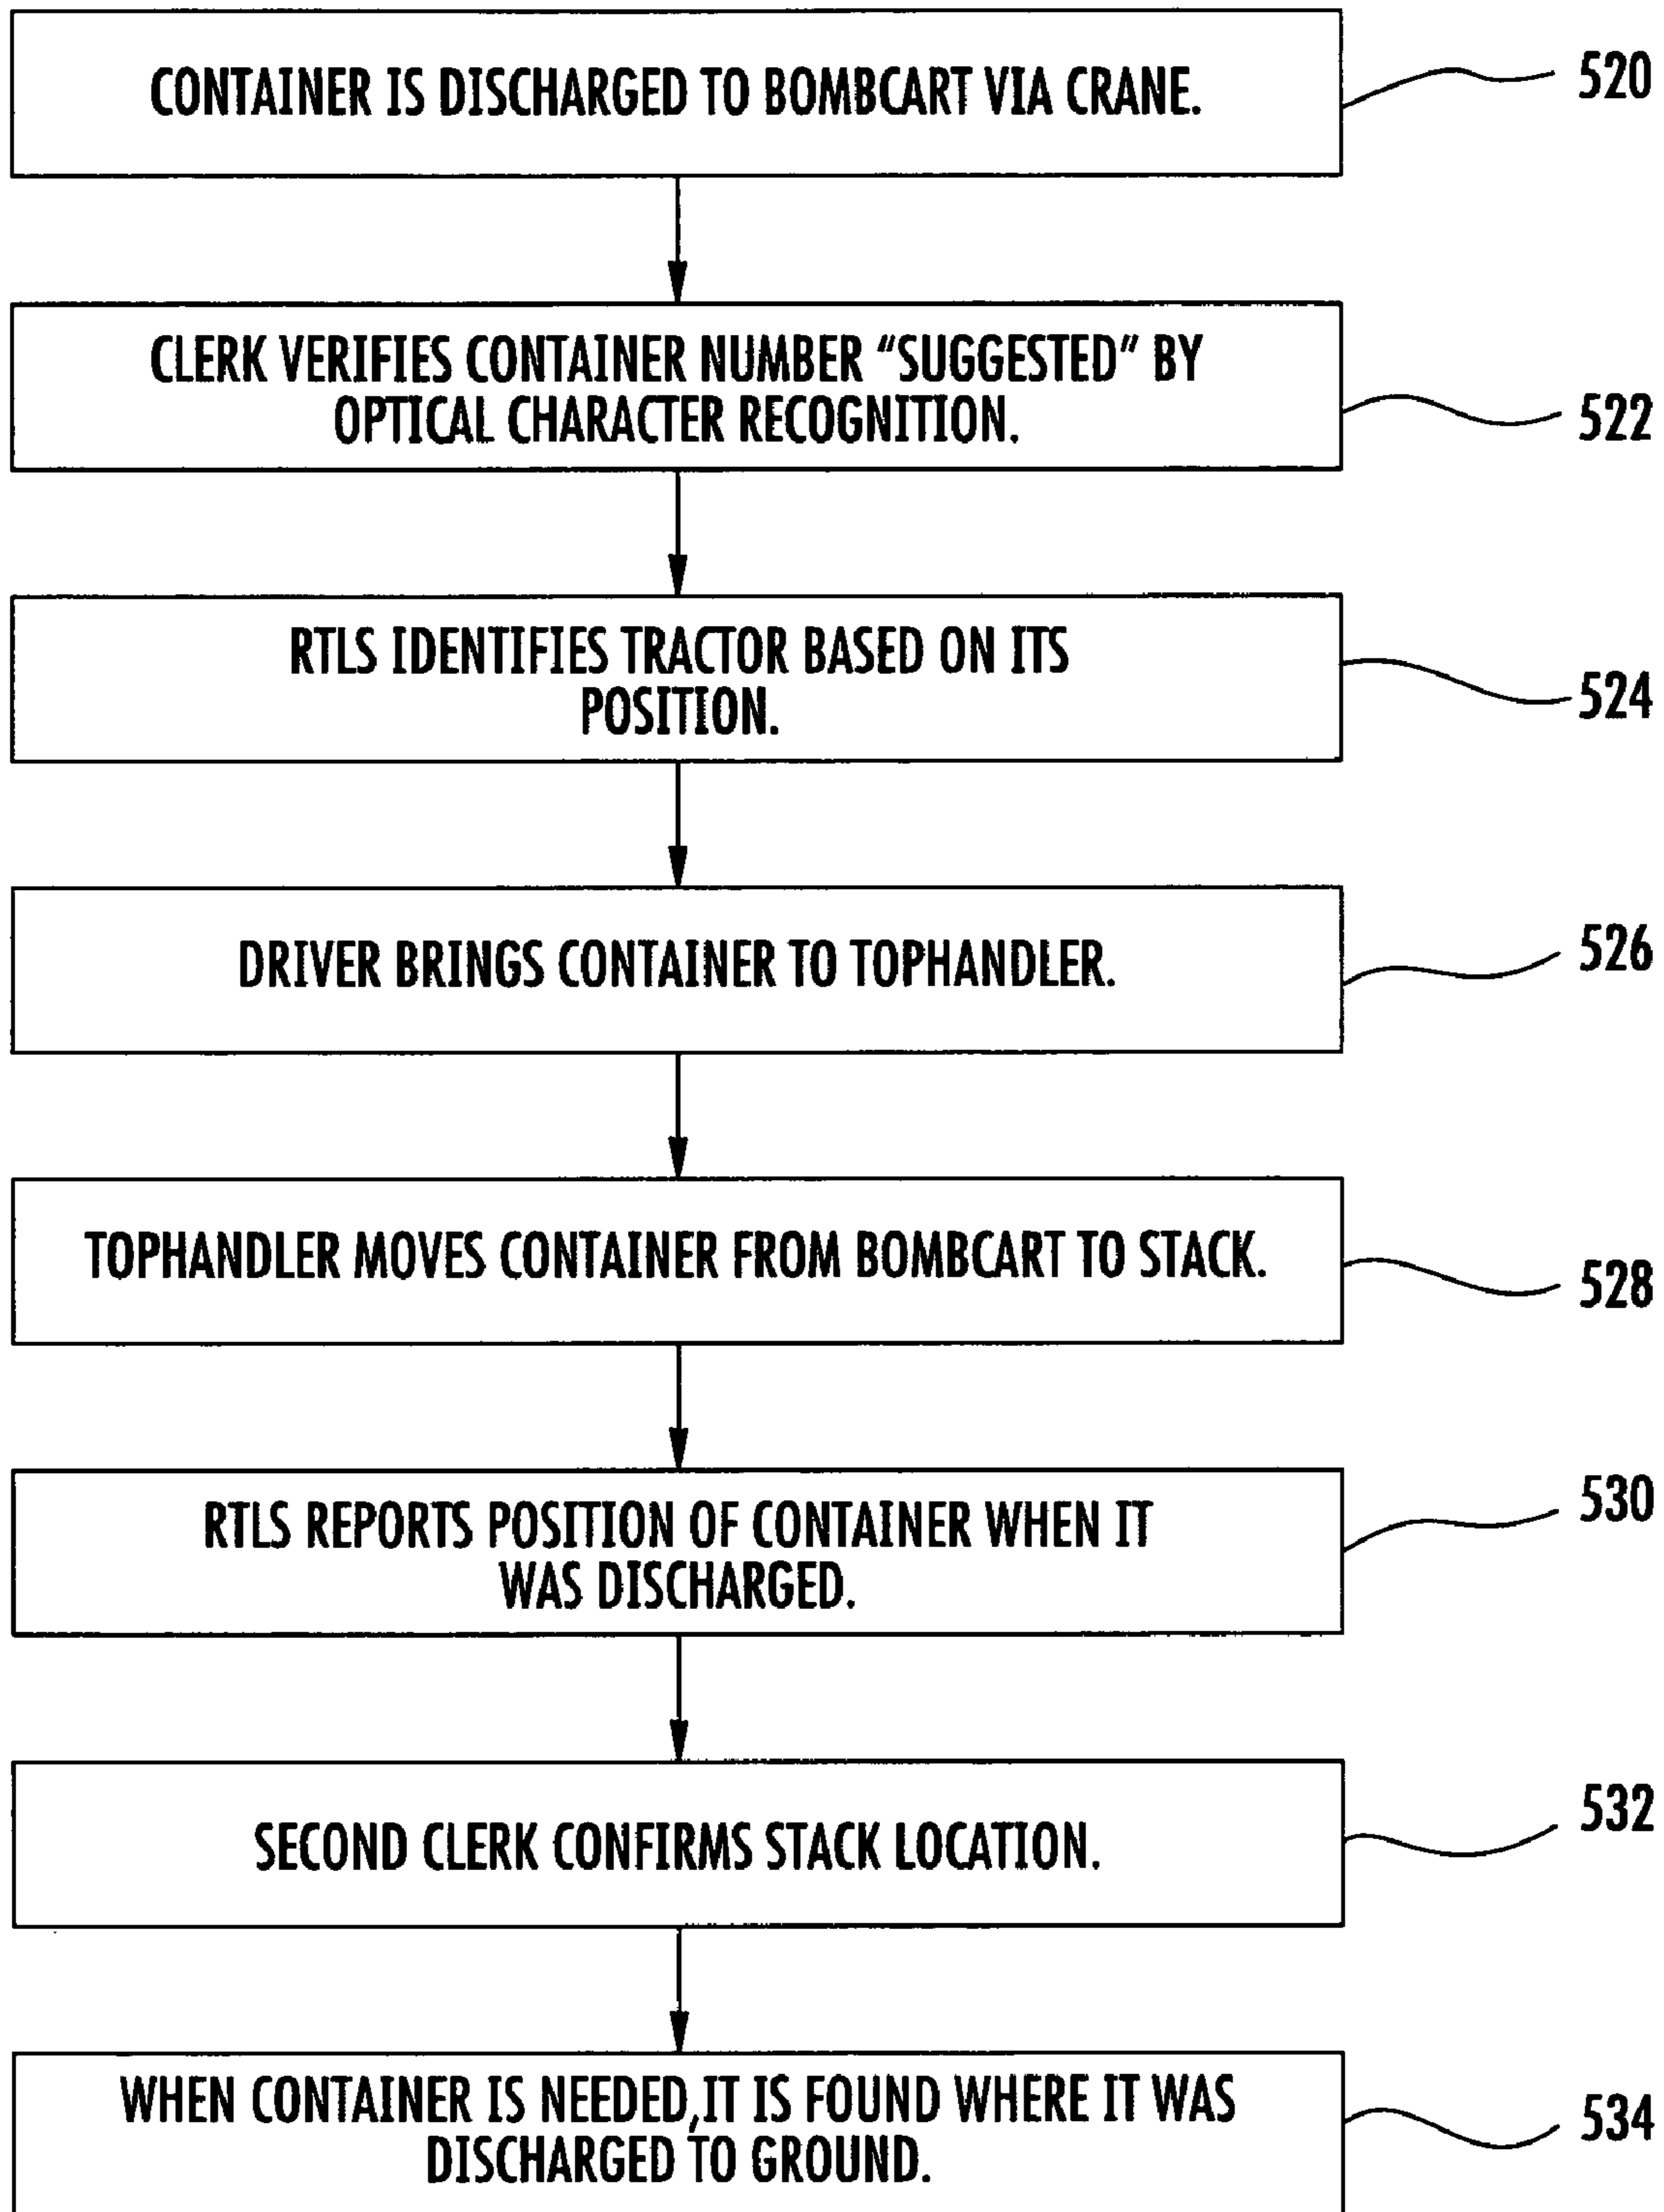 CONTAINER IS DISCHARGED TO BOMBCART VIA CRANE.
520
CLERK VERIFIES CONTAINER NUMBER “SUGGESTED” BY
OPTICAL CHARACTER RECOGNITION.
522
RTLS IDENTIFIES TRACTOR BASED ON ITS
POSITION.
524
DRIVER BRINGS CONTAINER TO TOPHANDLER.
526
TOPHANDLER MOVES CONTAINER FROM BOMBCART TO STACK.
528
RTLS REPORTS POSITION OF CONTAINER WHEN IT
WAS DISCHARGED.
530
SECOND CLERK CONFIRMS STACK LOCATION.
532
WHEN CONTAINER IS NEEDED, IT IS FOUND WHERE IT WAS
DISCHARGED TO GROUND.
534